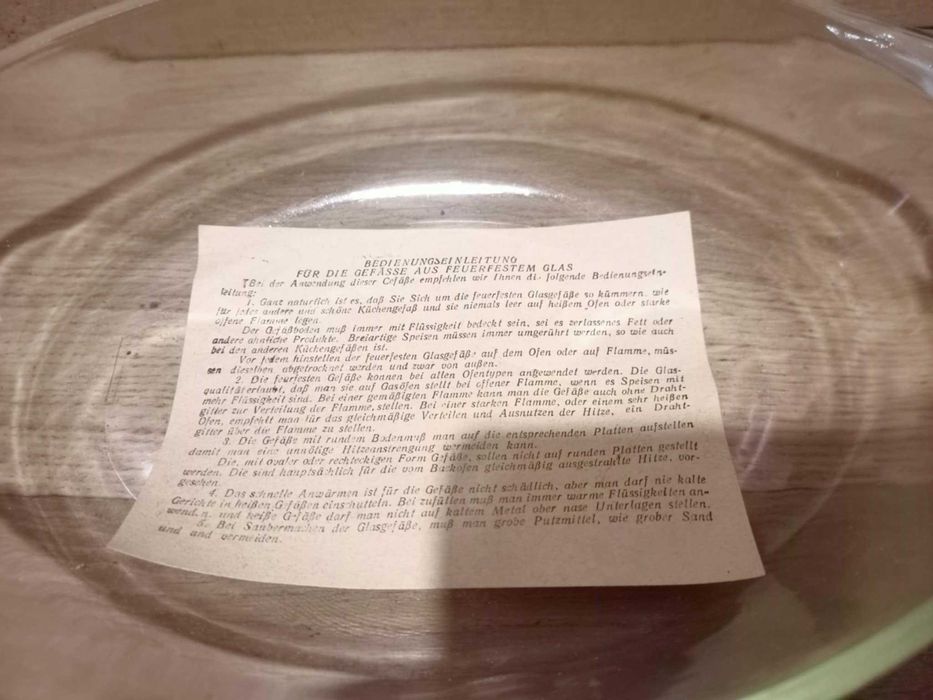 BEDIENUNGSEINLEITUNG
FÜR DIE GEFÄSSE AUS FEUERFESTEM GLAS
Bei der Anwendung dieser Gefäße empfehlen wir Ihnen die folgende Bedienungsein-
leitung:
1. Ganz naturlich ist es, daß Sie Sich um die feuerfesten Glasgefäße so kümmern, wie
für jedes andere und schöne Küchengefaß und sie niemals leer auf heißem Ofen oder starke
offene Flamme legen.
Der Gefäßboden muß immer mit Flüssigkeit bedeckt sein, sei es zerlassenes Fett oder
andere ahnliche Produkte. Breiartige Speisen müssen immer umgerührt werden, so wie auch
bei den anderen Küchengefäßen ist.
Vor jedem hinstellen der feuerfesten Glasgefäße auf dem Ofen oder auf Flamme, müs-
sen dieselben abgetrocknet werden und zwar von außen.
2. Die feurfesten Gefäße konnen bei allen Ofentypen angewendet werden. Die Glas-
qualität erlaubt, daß man sie auf Gasöfen stellt bei offener Flamme, wenn es Speisen mit
mehr Flüssigkeit sind. Bei einer gemäßigten Flamme kann man die Gefäße auch ohne Draht-
gitter zur Verteilung der Flamme, stellen. Bei einer starken Flamme, oder einem sehr heißen
Ofen, empfiehlt man für das gleichmäßige Verteilen und Ausnutzen der Hitze, ein Draht-
gitter über die Flamme zu stellen.
3. Die Gefäße mit rundem Boden muß man auf die entsprechenden Platten aufstellen
damit man eine unnötige Hitzeanstrengung vermeiden kann.
Die, mit ovaler oder rechteckigen Form Gefäße, sollen nicht auf runden Platten gestellt
werden. Die sind hauptsächlich für die vom Backofen gleichmäßig ausgestrahlte Hitze, vor-
gesehen.
4. Das schnelle Anwärmen ist für die Gefäße nicht schädlich, aber man darf nie kalte
Gerichte in heißen Gefäßen einschutteln. Bei zufüllen muß man immer warme Flüssigkeiten an-
wenden, und heiße Gefäße darf man nicht auf kaltem Metal ober nase Unterlagen stellen.
5. Bei Saubermachen der Glasgefäße, muß man grobe Putzmittel, wie grober Sand
und and vermeiden.